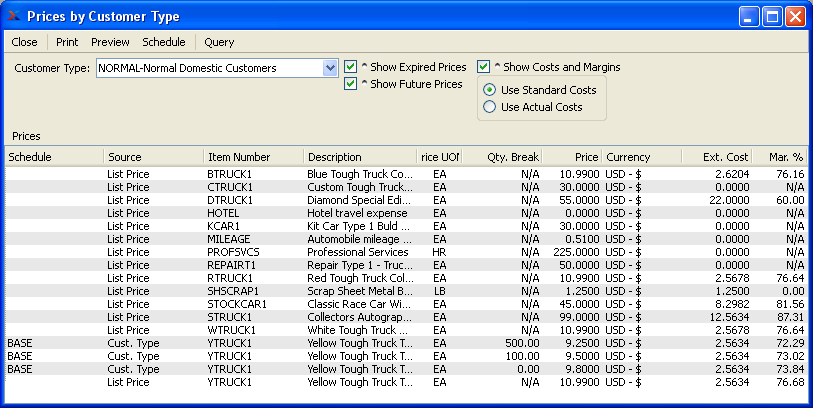 Prices by Customer Type
Close Print Preview Schedule Query
Customer Type: NORMAL-Normal Domestic Customers ^ Show Expired Prices ^ Show Costs and Margins
^ Show Future Prices Use Standard Costs
Use Actual Costs
Prices
Schedule Source Item Number Description rice UOM Qty. Break Price Currency Ext. Cost Mar. %
List Price BTRUCK1 Blue Tough Truck Co... EA N/A 10.9900 USD - $ 2.6204 76.16
List Price CTRUCK1 Custom Tough Truck... EA N/A 30.0000 USD - $ 0.0000 N/A
List Price DTRUCK1 Diamond Special Edi... EA N/A 55.0000 USD - $ 22.0000 60.00
List Price HOTEL Hotel travel expense EA N/A 0.0000 USD - $ 0.0000 N/A
List Price KCAR1 Kit Car Type 1 Buld ... EA N/A 30.0000 USD - $ 0.0000 N/A
List Price MILEAGE Automobile mileage ... EA N/A 0.5100 USD - $ 0.0000 N/A
List Price PROFSVCS Professional Services HR N/A 225.0000 USD - $ 0.0000 N/A
List Price REPAIRT1 Repair Type 1 - Truc... EA N/A 50.0000 USD - $ 0.0000 N/A
List Price RTRUCK1 Red Tough Truck Col... EA N/A 10.9900 USD - $ 2.5678 76.64
List Price SHSCRAP1 Scrap Sheet Metal B... LB N/A 1.2500 USD - $ 1.2500 0.00
List Price STOCKCAR1 Classic Race Car Wi... EA N/A 45.0000 USD - $ 8.2982 81.56
List Price STRUCK1 Collectors Autograp... EA N/A 99.0000 USD - $ 12.5634 87.31
List Price WTRUCK1 White Tough Truck ... EA N/A 10.9900 USD - $ 2.5678 76.64
BASE Cust. Type YTRUCK1 Yellow Tough Truck T... EA 500.00 9.2500 USD - $ 2.5634 72.29
BASE Cust. Type YTRUCK1 Yellow Tough Truck T... EA 100.00 9.5000 USD - $ 2.5634 73.02
BASE Cust. Type YTRUCK1 Yellow Tough Truck T... EA 0.00 9.8000 USD - $ 2.5634 73.84
List Price YTRUCK1 Yellow Tough Truck T... EA N/A 10.9900 USD - $ 2.5634 76.68